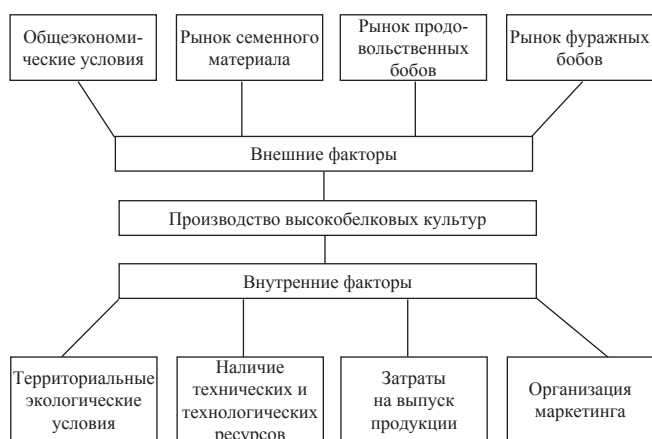 Общеэкономи-
ческие условия
Рынок семенного
материала
Рынок продо-
вольственных
бобов
Рынок фуражных
бобов
Внешние факторы
Производство высокобелковых культур
Внутренние факторы
Территориальные
экологические
условия
Наличие
технических и
технологических
ресурсов
Затраты
на выпуск
продукции
Организация
маркетинга